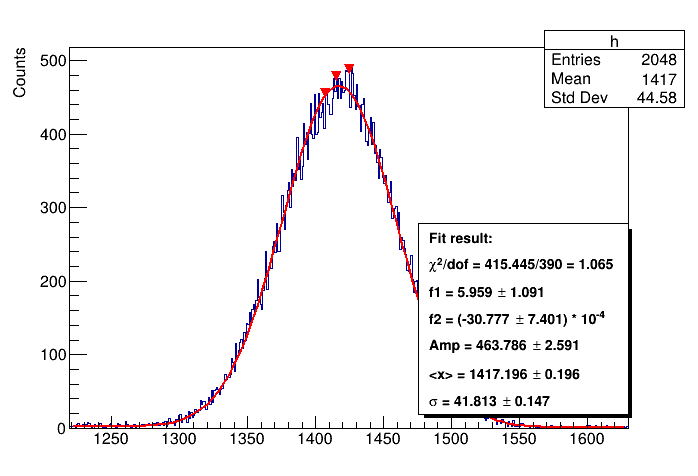 h
Entries 2048
Mean 1417
Std Dev 44.58
Counts
500
400
300
200
100
0
Fit result:
χ²/dof = 415.445/390 = 1.065
f1 = 5.959 ± 1.091
f2 = (-30.777 ± 7.401) * 10⁻⁴
Amp = 463.786 ± 2.591
<x> = 1417.196 ± 0.196
σ = 41.813 ± 0.147
1250 1300 1350 1400 1450 1500 1550 1600